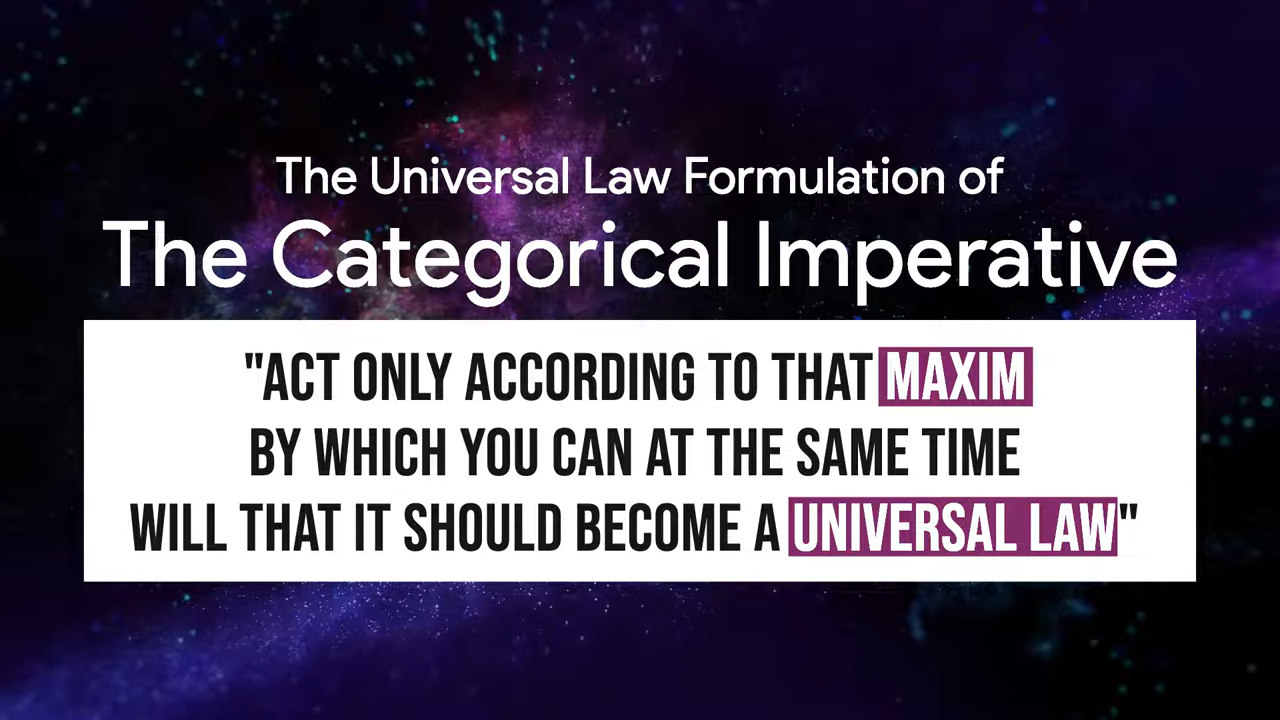 The Universal Law Formulation of
The Categorical Imperative
"ACT ONLY ACCORDING TO THAT MAXIM
BY WHICH YOU CAN AT THE SAME TIME
WILL THAT IT SHOULD BECOME A UNIVERSAL LAW"